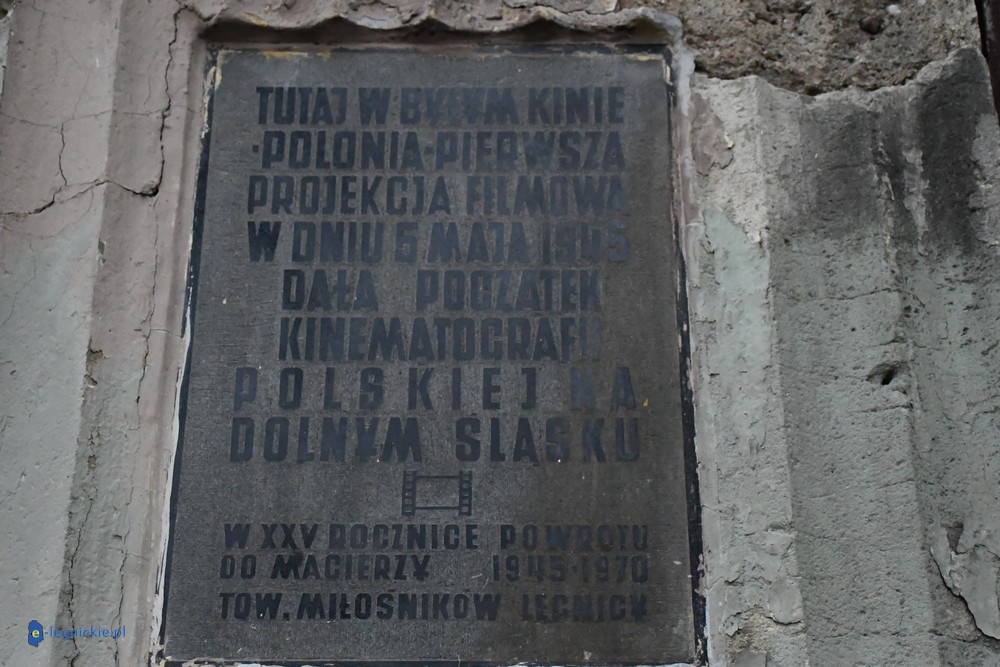 TUTAJ W BYŁYM KINIE
·POLONIA·PIERWSZA
PROJEKCJA FILMOWA
W DNIU 5 MAJA 1945
DAŁA POCZĄTEK
KINEMATOGRAFII
POLSKIEJ NA
DOLNYM ŚLĄSKU
W XXV ROCZNICĘ POWROTU
DO MACIERZY 1945-1970
TOW. MIŁOŚNIKÓW LEGNICY
e-legnickie.pl